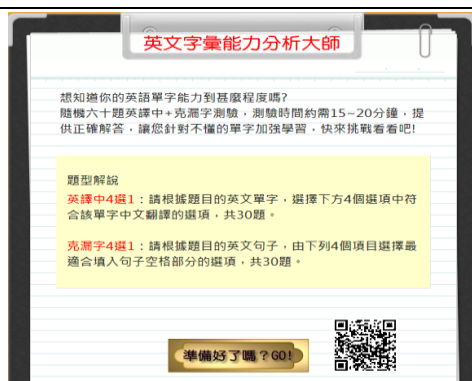 英文字彙能力分析大師
想知道你的英語單字能力到甚麼程度嗎?
隨機六十題英譯中+克漏字測驗，測驗時間約需15~20分鐘，提
供正確解答，讓您針對不懂的單字加強學習，快來挑戰看看吧!
題型解說
英譯中4選1：請根據題目的英文單字，選擇下方4個選項中符
合該單字中文翻譯的選項，共30題。
克漏字4選1：請根據題目的英文句子，由下列4個項目選擇最
適合填入句子空格部分的選項，共30題。
準備好了嗎？GO!